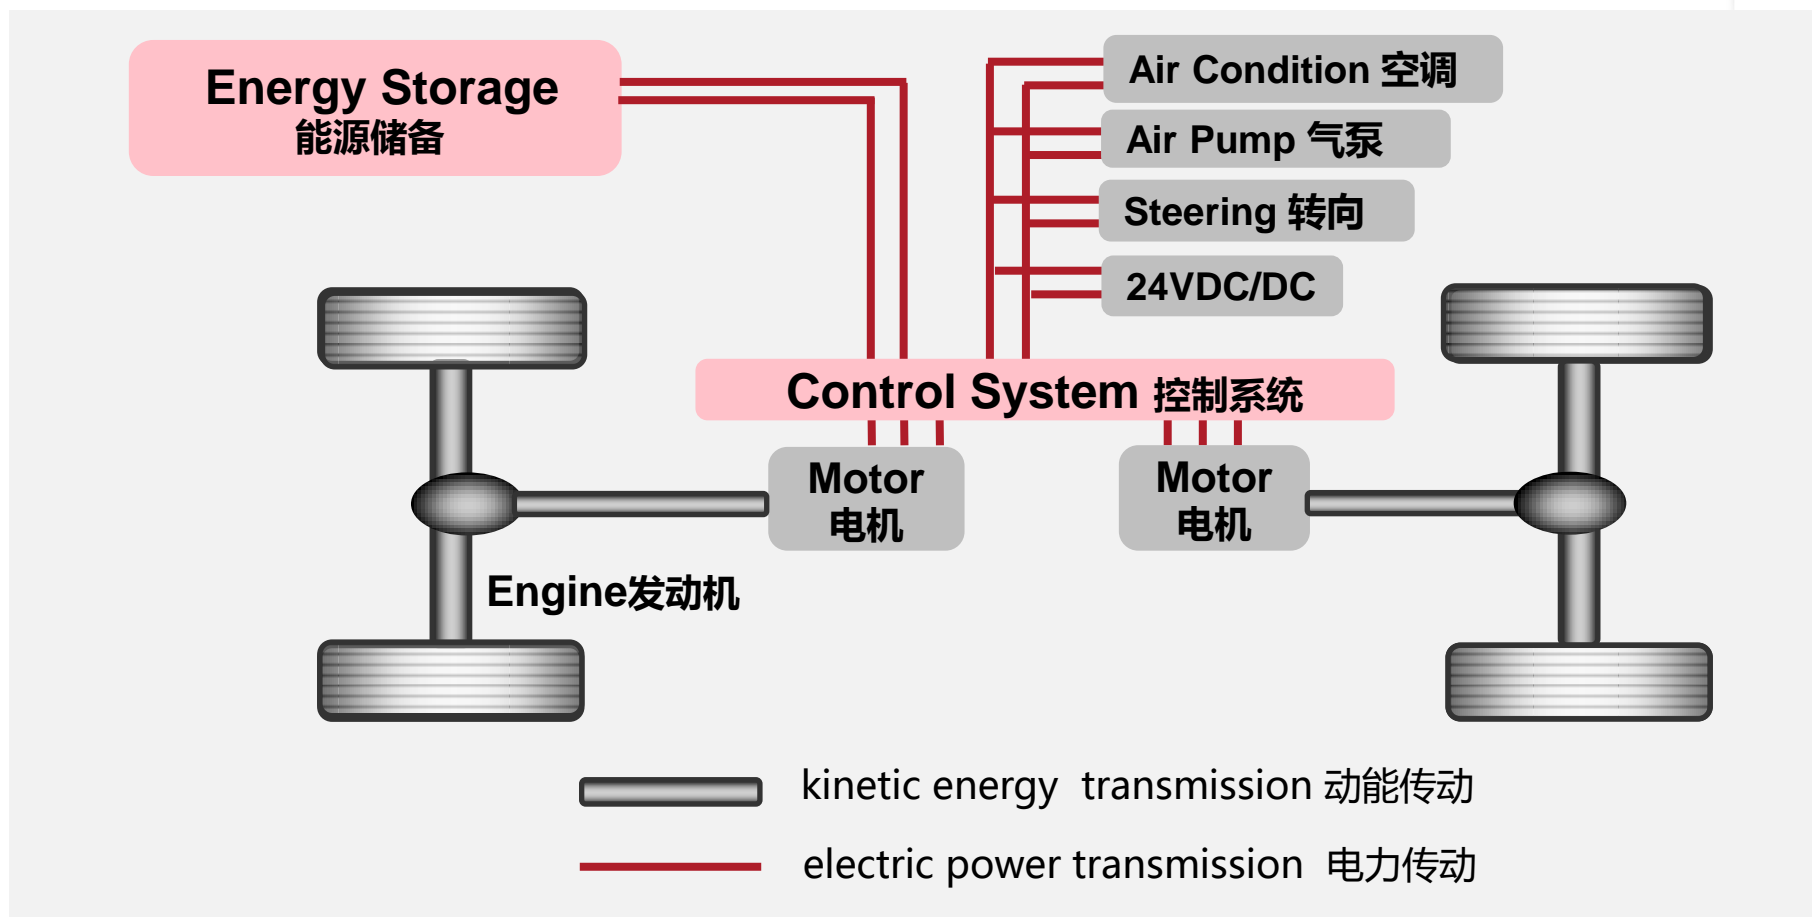 Energy Storage
能源储备
Air Condition 空调
Air Pump 气泵
Steering 转向
24VDC/DC
Control System 控制系统
Motor
电机
Motor
电机
Engine发动机
kinetic energy transmission 动能传动
electric power transmission 电力传动